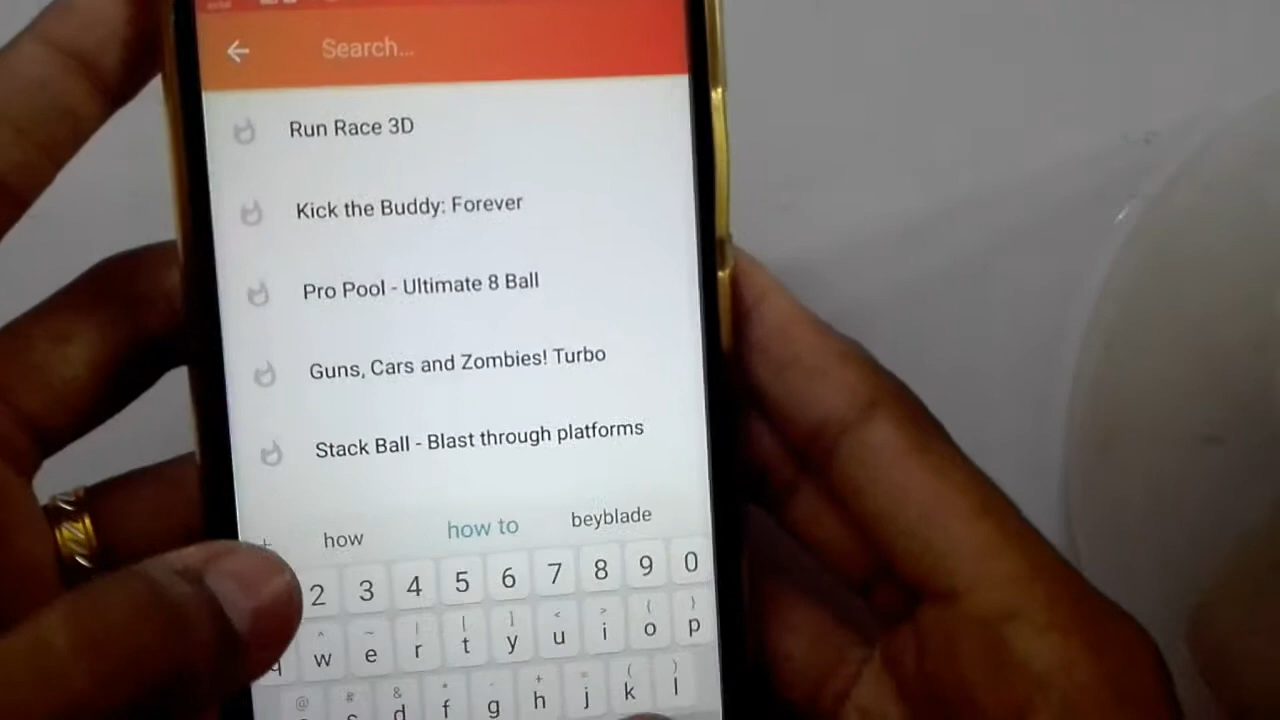 Search...
Run Race 3D
Kick the Buddy: Forever
Pro Pool - Ultimate 8 Ball
Guns, Cars and Zombies! Turbo
Stack Ball - Blast through platforms
how how to beyblade
2 3 4 5 6 7 8 9 0
^ ~ | [ ] < > { }
q w e r t y u i o p
@ & * - + = ( )
d f g h j k l